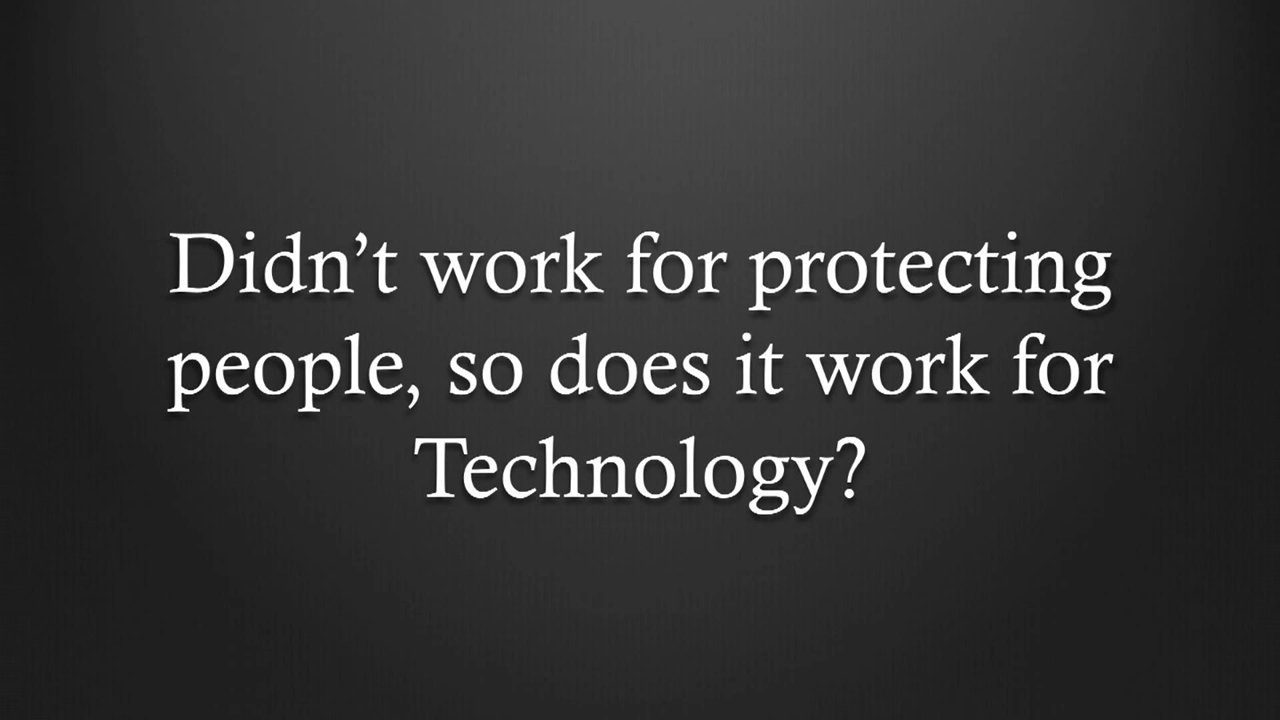 Didn’t work for protecting
people, so does it work for
Technology?